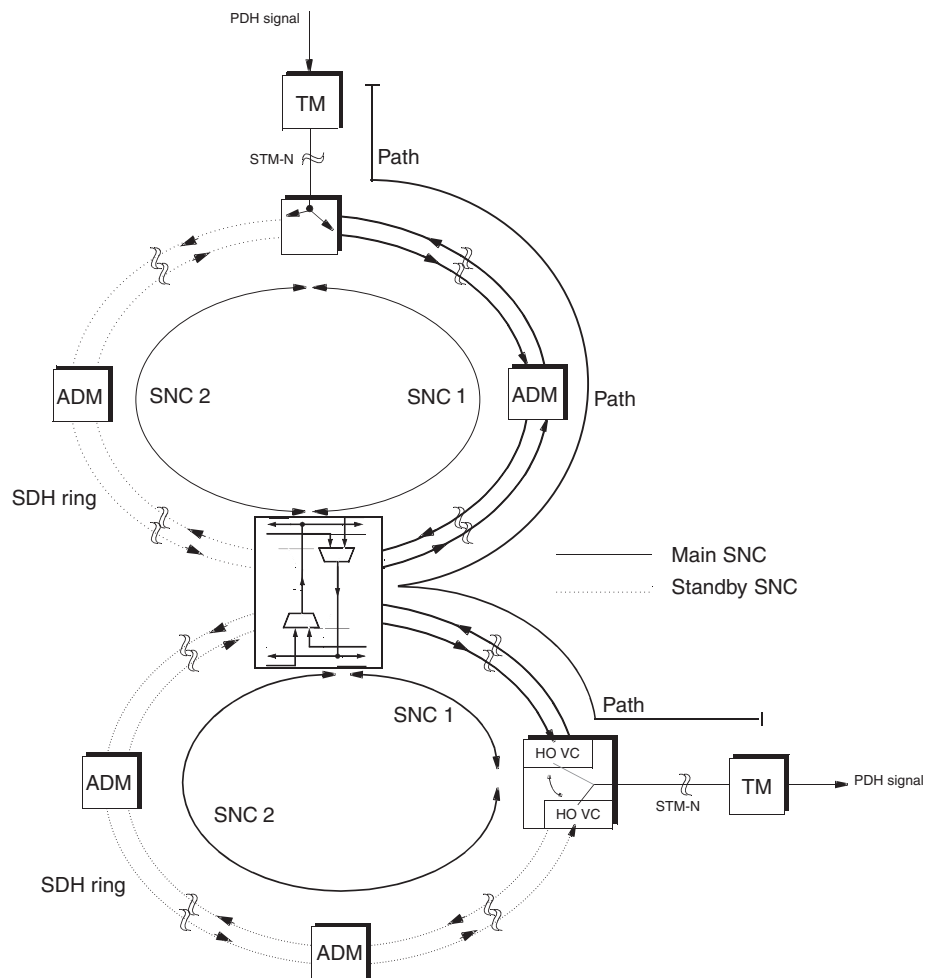 PDH signal
TM
STM-N
Path
ADM
SNC 2
SNC 1
ADM
Path
SDH ring
Main SNC
Standby SNC
SNC 1
Path
HO VC
ADM
TM
PDH signal
STM-N
HO VC
SNC 2
SDH ring
ADM